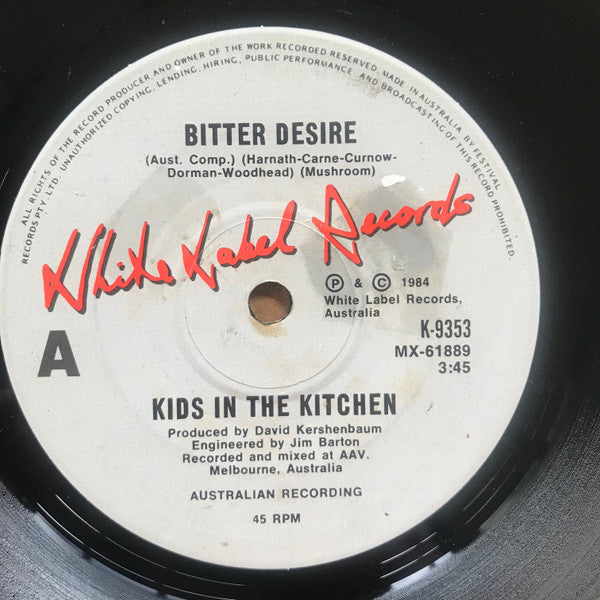 ALL RIGHTS OF THE RECORD PRODUCER AND OWNER OF THE WORK RECORDED RESERVED. MADE IN AUSTRALIA BY FESTIVAL
RECORDS PTY. LTD. UNAUTHORIZED COPYING, LENDING, HIRING, PUBLIC PERFORMANCE, AND BROADCASTING OF THIS RECORD PROHIBITED.
BITTER DESIRE
(Aust. Comp.) (Harnath-Carne-Curnow-
Dorman-Woodhead) (Mushroom)
White Label Records
Ⓟ & © 1984
White Label Records,
Australia
A
K-9353
MX-61889
3:45
KIDS IN THE KITCHEN
Produced by David Kershenbaum
Engineered by Jim Barton
Recorded and mixed at AAV.
Melbourne, Australia
AUSTRALIAN RECORDING
45 RPM